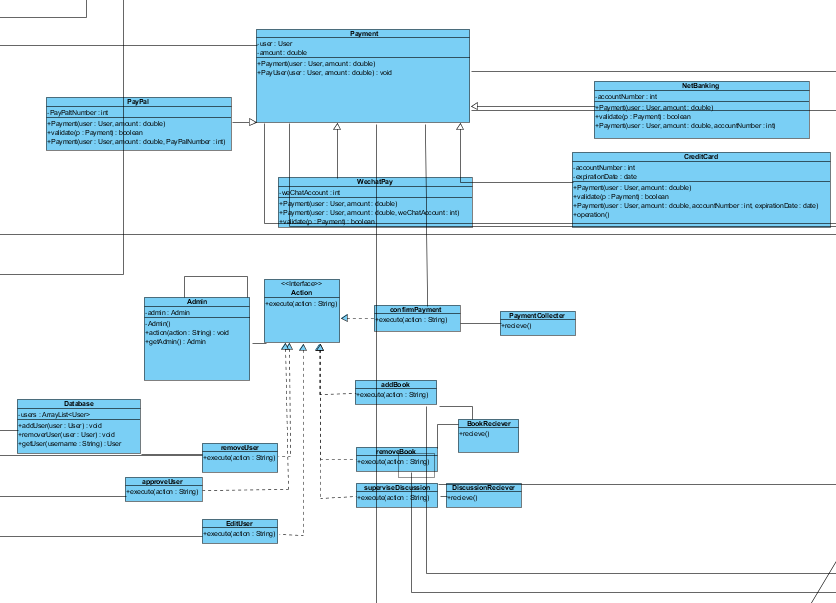 Payment
-user : User
-amount : double
+Payment(user : User, amount : double)
+PayUser(user : User, amount : double) : void
PayPal
-PayPaltNumber : int
+Payment(user : User, amount : double)
+validate(p : Payment) : boolean
+Payment(user : User, amount : double, PayPalNumber : int)
NetBanking
-accountNumber : int
+Payment(user : User, amount : double)
+validate(p : Payment) : boolean
+Payment(user : User, amount : double, accountNumber : int)
WechatPay
-weChatAccount : int
+Payment(user : User, amount : double)
+Payment(user : User, amount : double, weChatAccount : int)
+validate(p : Payment) : boolean
CreditCard
-accountNumber : int
-expirationDate : date
+Payment(user : User, amount : double)
+validate(p : Payment) : boolean
+Payment(user : User, amount : double, accountNumber : int, expirationDate : date)
+operation()
<<Interface>>
Action
+execute(action : String)
Admin
-admin : Admin
-Admin()
+action(action : String) : void
+getAdmin() : Admin
confirmPayment
+execute(action : String)
PaymentCollecter
+recieve()
addBook
+execute(action : String)
Database
-users : ArrayList<User>
+addUser(user : User) : void
+removerUser(user : User) : void
+getUser(username : String) : User
BookReciever
+recieve()
removeUser
+execute(action : String)
removeBook
+execute(action : String)
approveUser
+execute(action : String)
superviseDiscussion
+execute(action : String)
DiscussionReciever
+recieve()
EditUser
+execute(action : String)